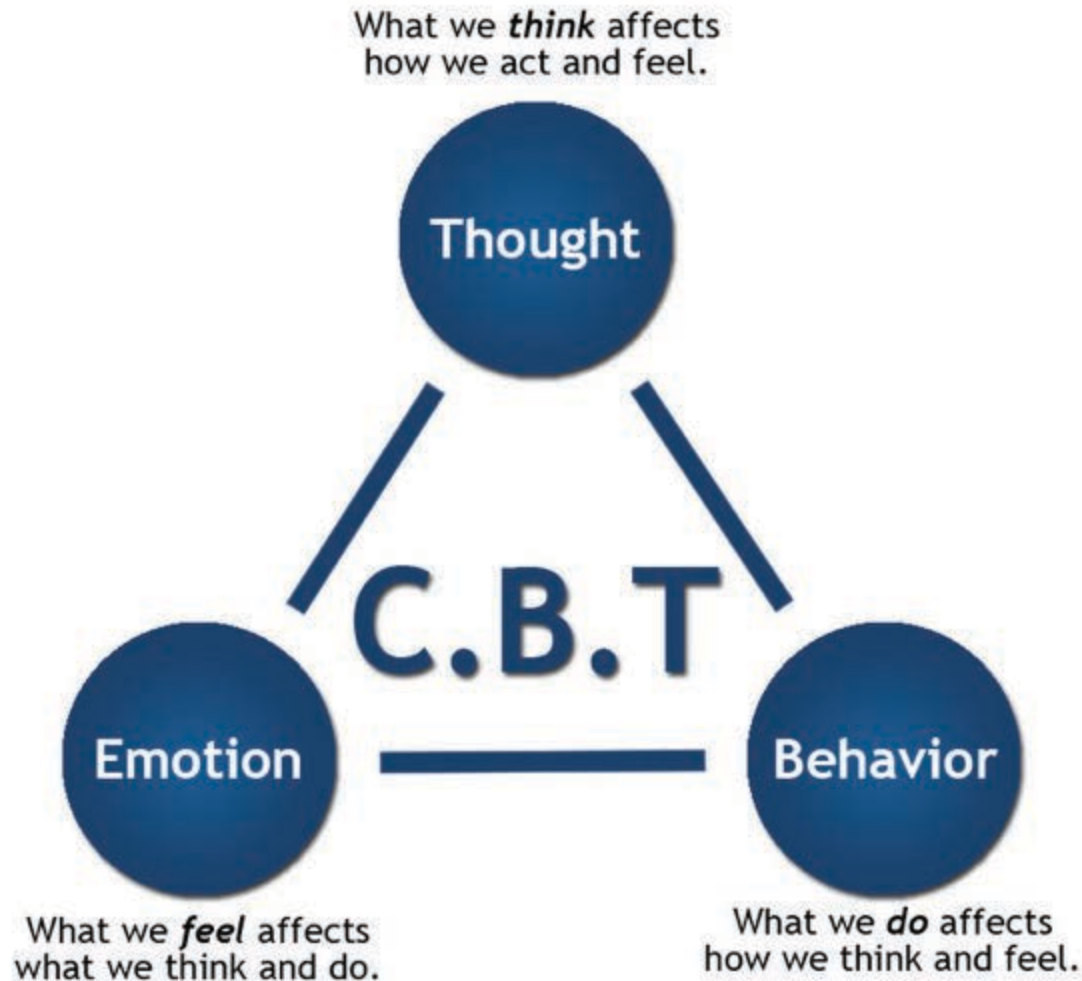 What we think affects
how we act and feel.
Thought
C.B.T
Emotion
Behavior
What we feel affects
what we think and do.
What we do affects
how we think and feel.